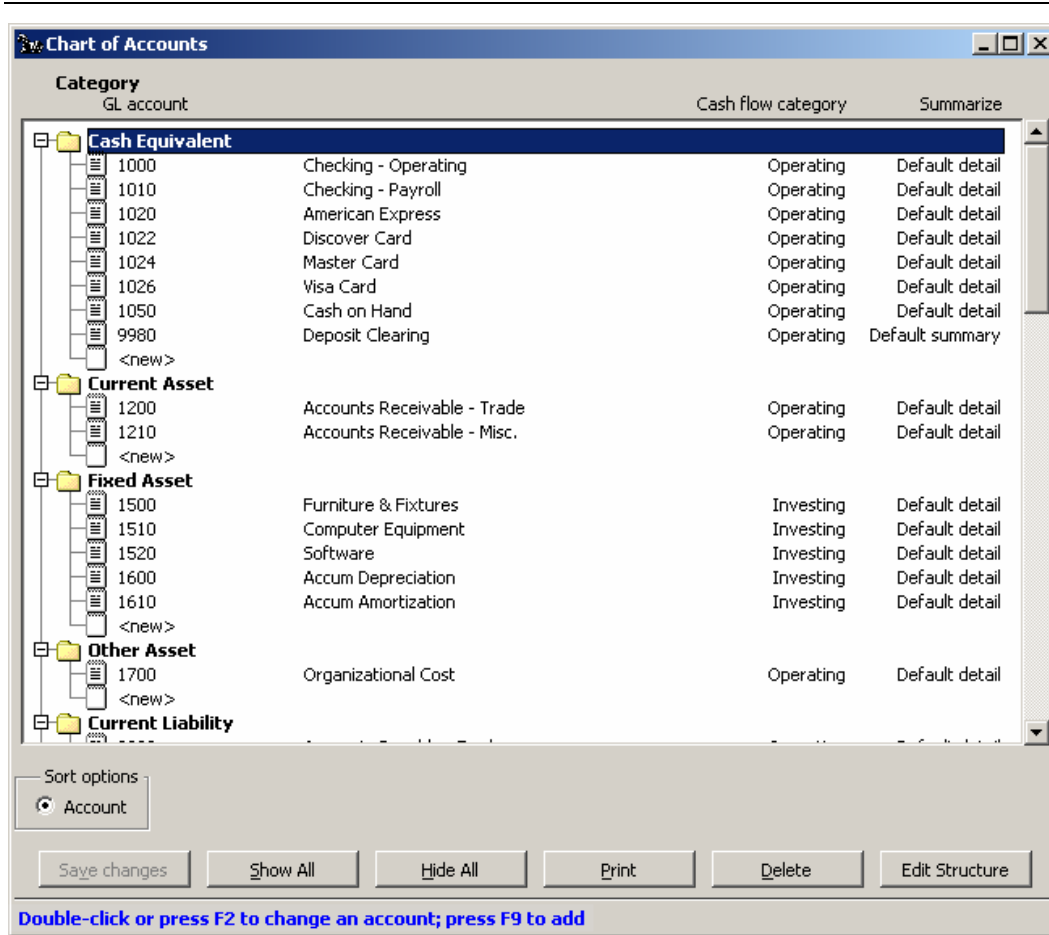 Chart of Accounts
Category
GL account Cash flow category Summarize
Cash Equivalent
1000 Checking - Operating Operating Default detail
1010 Checking - Payroll Operating Default detail
1020 American Express Operating Default detail
1022 Discover Card Operating Default detail
1024 Master Card Operating Default detail
1026 Visa Card Operating Default detail
1050 Cash on Hand Operating Default detail
9980 Deposit Clearing Operating Default summary
<new>
Current Asset
1200 Accounts Receivable - Trade Operating Default detail
1210 Accounts Receivable - Misc. Operating Default detail
<new>
Fixed Asset
1500 Furniture & Fixtures Investing Default detail
1510 Computer Equipment Investing Default detail
1520 Software Investing Default detail
1600 Accum Depreciation Investing Default detail
1610 Accum Amortization Investing Default detail
<new>
Other Asset
1700 Organizational Cost Operating Default detail
<new>
Current Liability
Sort options
Account
Save changes Show All Hide All Print Delete Edit Structure
Double-click or press F2 to change an account; press F9 to add